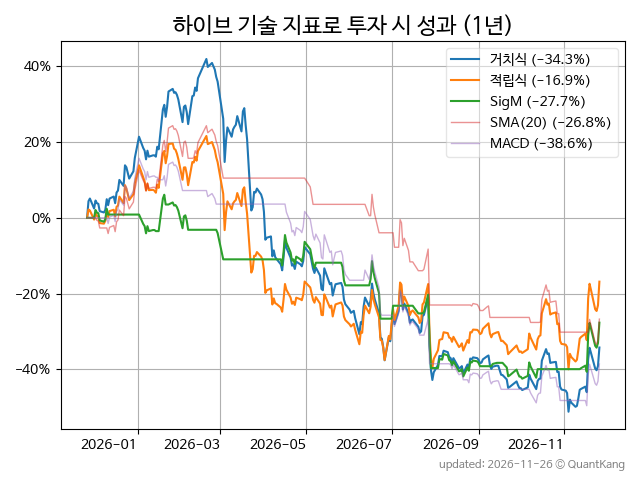 하이브 기술 지표로 투자 시 성과 (1년)
거치식 (−34.3%)
적립식 (−16.9%)
SigM (−27.7%)
SMA(20) (−26.8%)
MACD (−38.6%)
40%
20%
0%
−20%
−40%
2026−01 2026−03 2026−05 2026−07 2026−09 2026−11
updated: 2026−11−26 © QuantKang